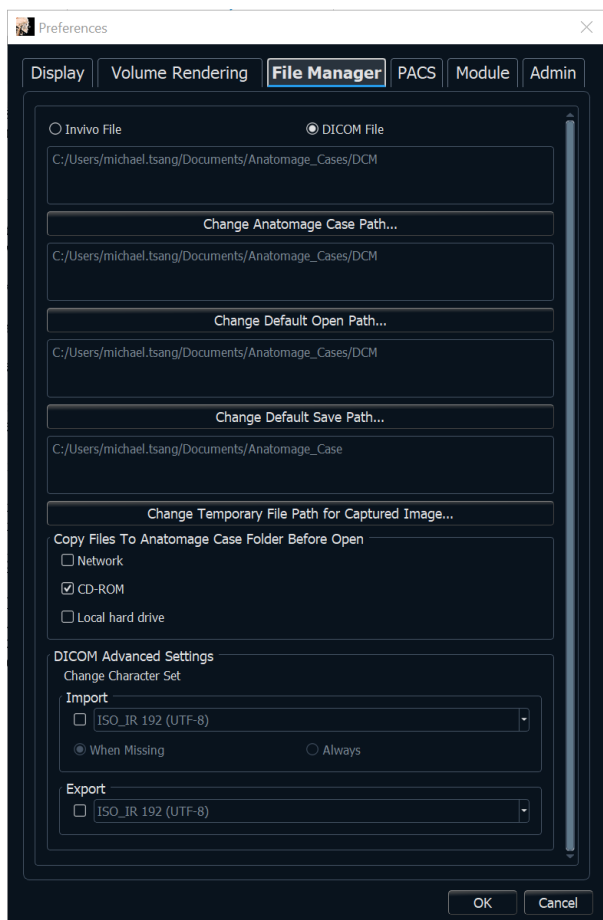 Preferences
Display Volume Rendering File Manager PACS Module Admin
Invivo File DICOM File
C:/Users/michael.tsang/Documents/Anatomage_Cases/DCM
Change Anatomage Case Path...
C:/Users/michael.tsang/Documents/Anatomage_Cases/DCM
Change Default Open Path...
C:/Users/michael.tsang/Documents/Anatomage_Cases/DCM
Change Default Save Path...
C:/Users/michael.tsang/Documents/Anatomage_Case
Change Temporary File Path for Captured Image...
Copy Files To Anatomage Case Folder Before Open
Network
CD-ROM
Local hard drive
DICOM Advanced Settings
Change Character Set
Import
ISO_IR 192 (UTF-8)
When Missing Always
Export
ISO_IR 192 (UTF-8)
OK Cancel